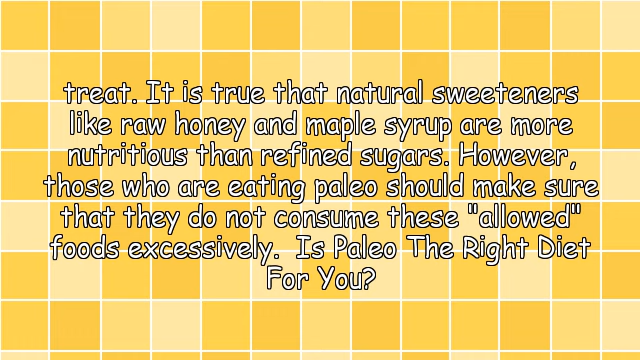 treat. It is true that natural sweeteners
like raw honey and maple syrup are more
nutritious than refined sugars. However,
those who are eating paleo should make sure
that they do not consume these "allowed"
foods excessively.  Is Paleo The Right Diet
For You?